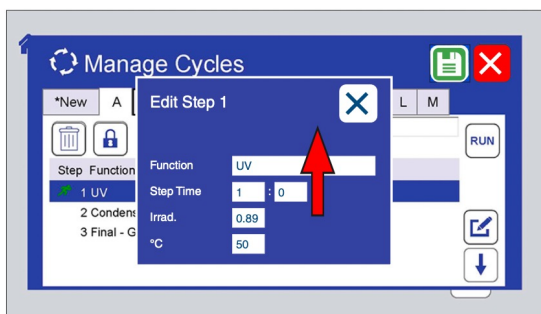 Manage Cycles
*New A L M
Edit Step 1
RUN
Step Function
Function UV
1 UV
Step Time 1 : 0
2 Condens
Irrad. 0.89
3 Final - G
°C 50